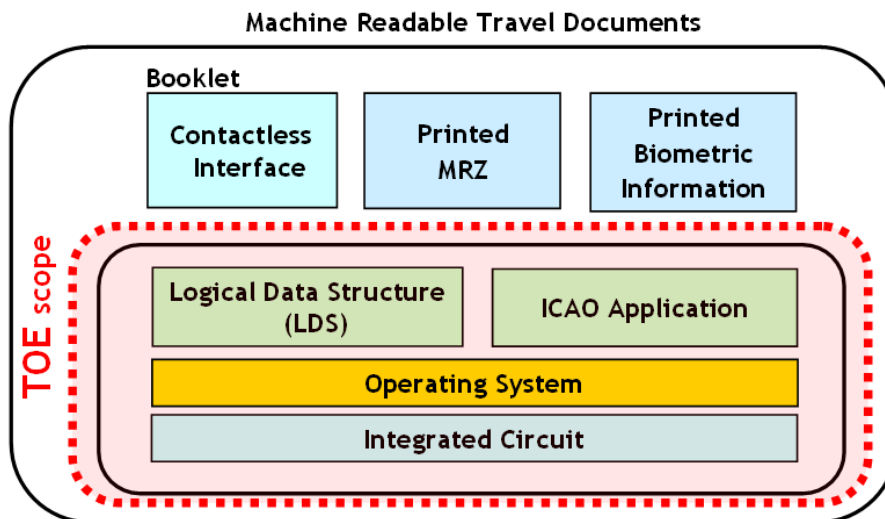 Machine Readable Travel Documents
Booklet
Contactless
Interface
Printed
MRZ
Printed
Biometric
Information
TOE scope
Logical Data Structure
(LDS)
ICAO Application
Operating System
Integrated Circuit